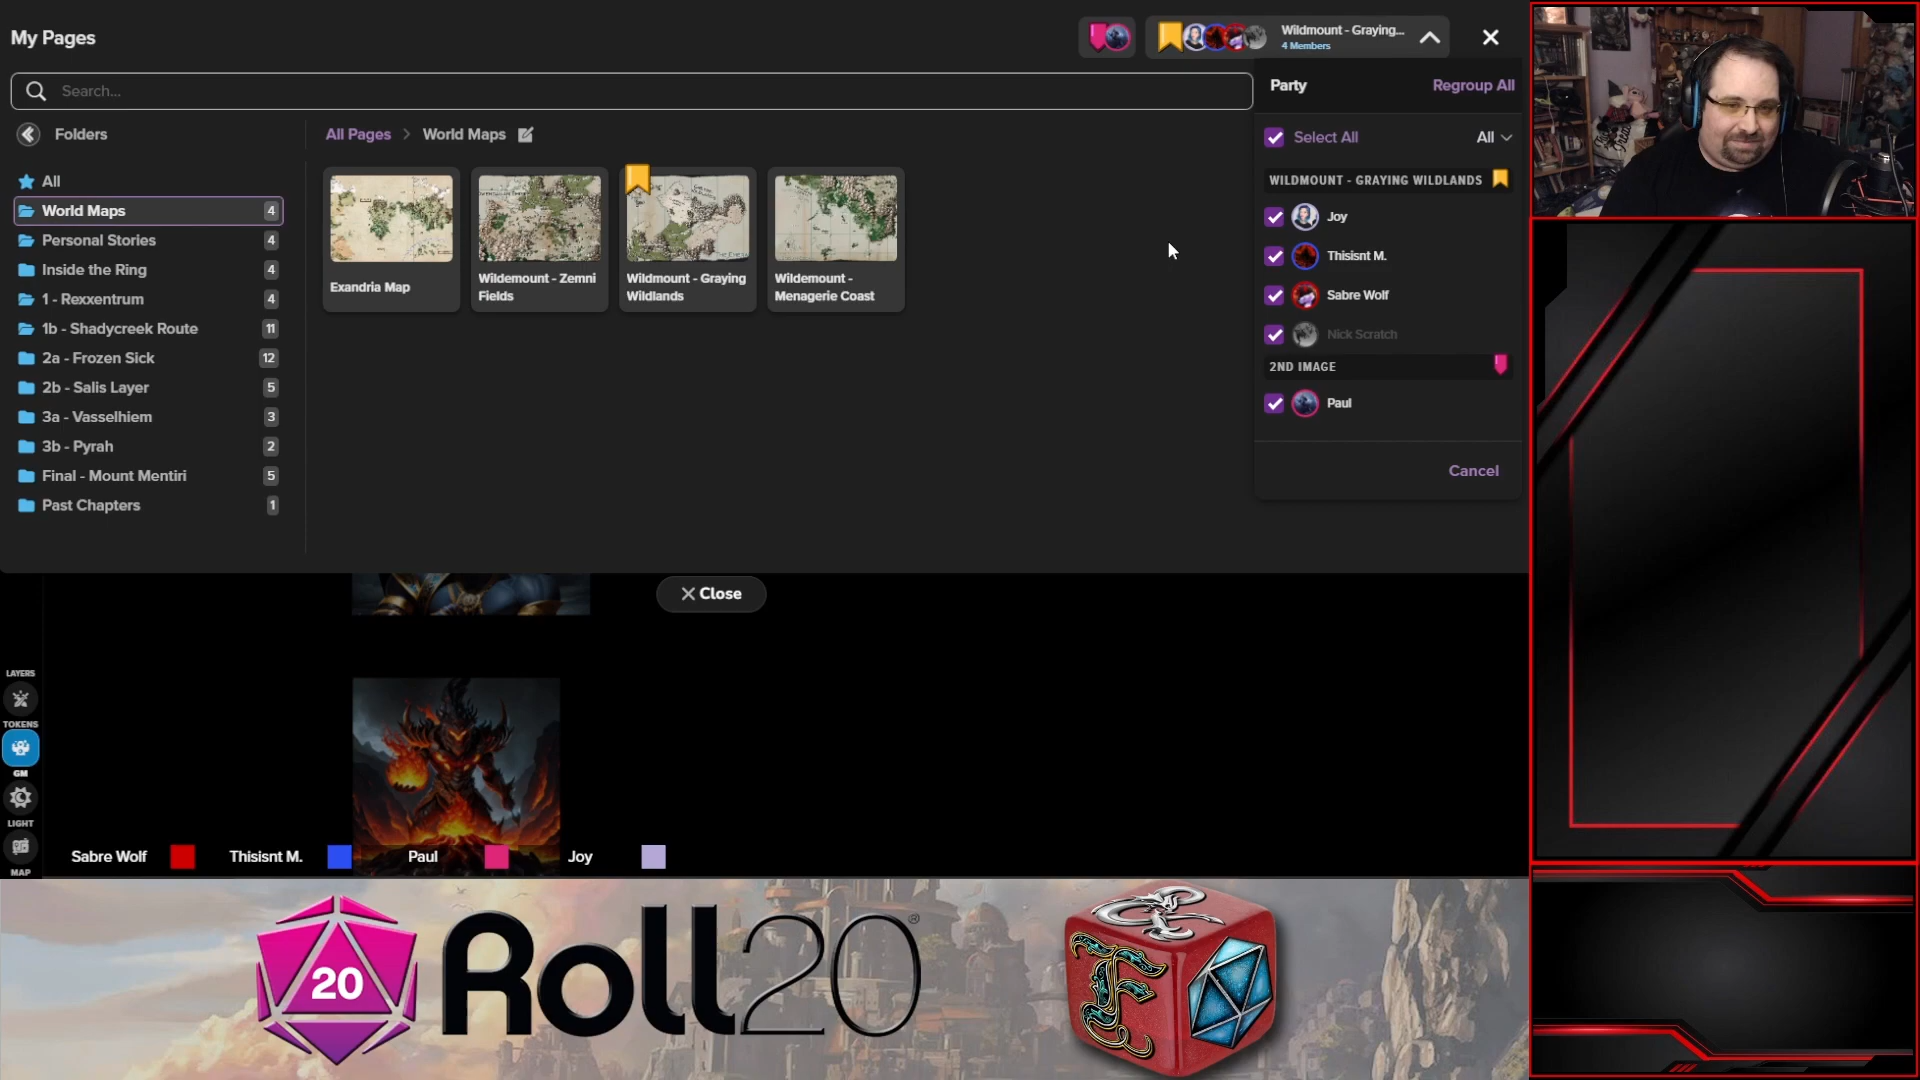 My Pages
Wildmount - Graying...
4 Members
Search...
Party
Regroup All
Folders
All Pages > World Maps
Select All
All
All
World Maps 4
Personal Stories 4
Inside the Ring 4
1 - Rexxentrum 4
1b - Shadycreek Route 11
2a - Frozen Sick 12
2b - Salis Layer 5
3a - Vasselhiem 3
3b - Pyrah 2
Final - Mount Mentiri 5
Past Chapters 1
Exandria Map
Wildemount - Zemni
Fields
Wildmount - Graying
Wildlands
Wildemount -
Menagerie Coast
WILDMOUNT - GRAYING WILDLANDS
Joy
Thisisnt M.
Sabre Wolf
Nick Scratch
2ND IMAGE
Paul
Cancel
Close
LAYERS
TOKENS
GM
LIGHT
MAP
Sabre Wolf
Thisisnt M.
Paul
Joy
20
Roll20®